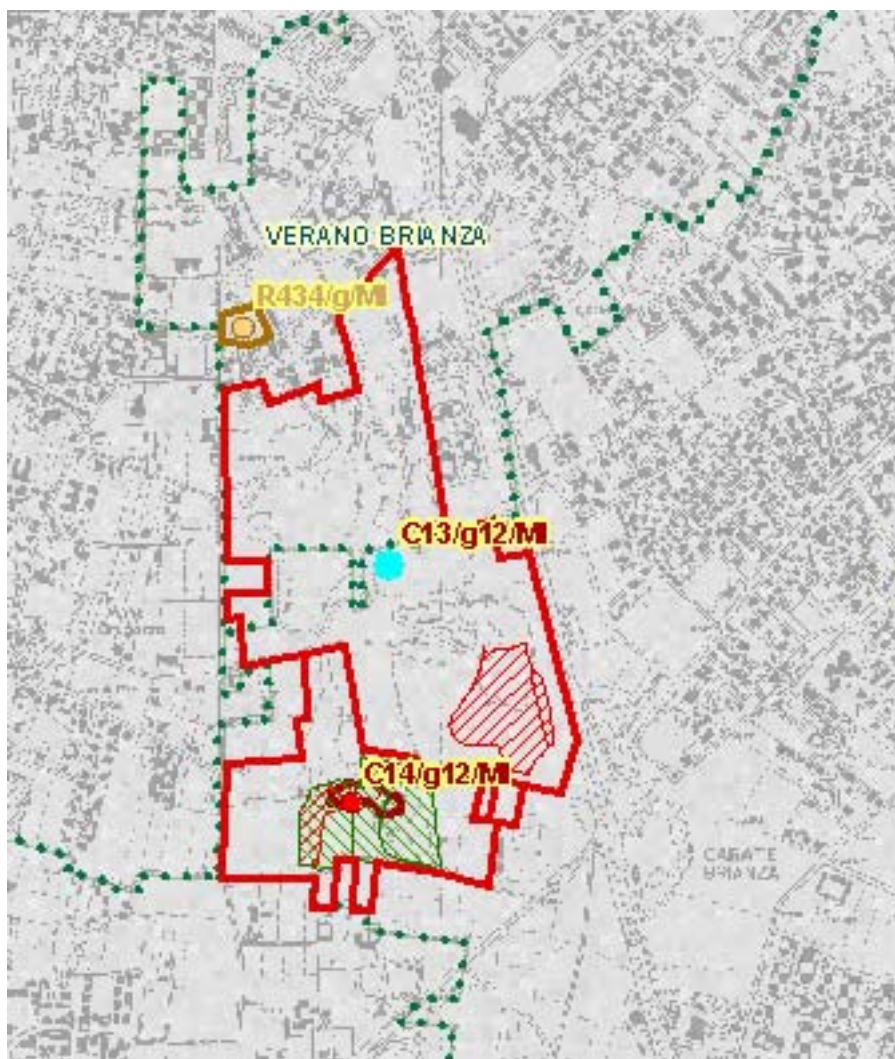 VERANO BRIANZA
R434/g/MI
C13/g12/MI
C14/g12/MI
CARATE
BRIANZA